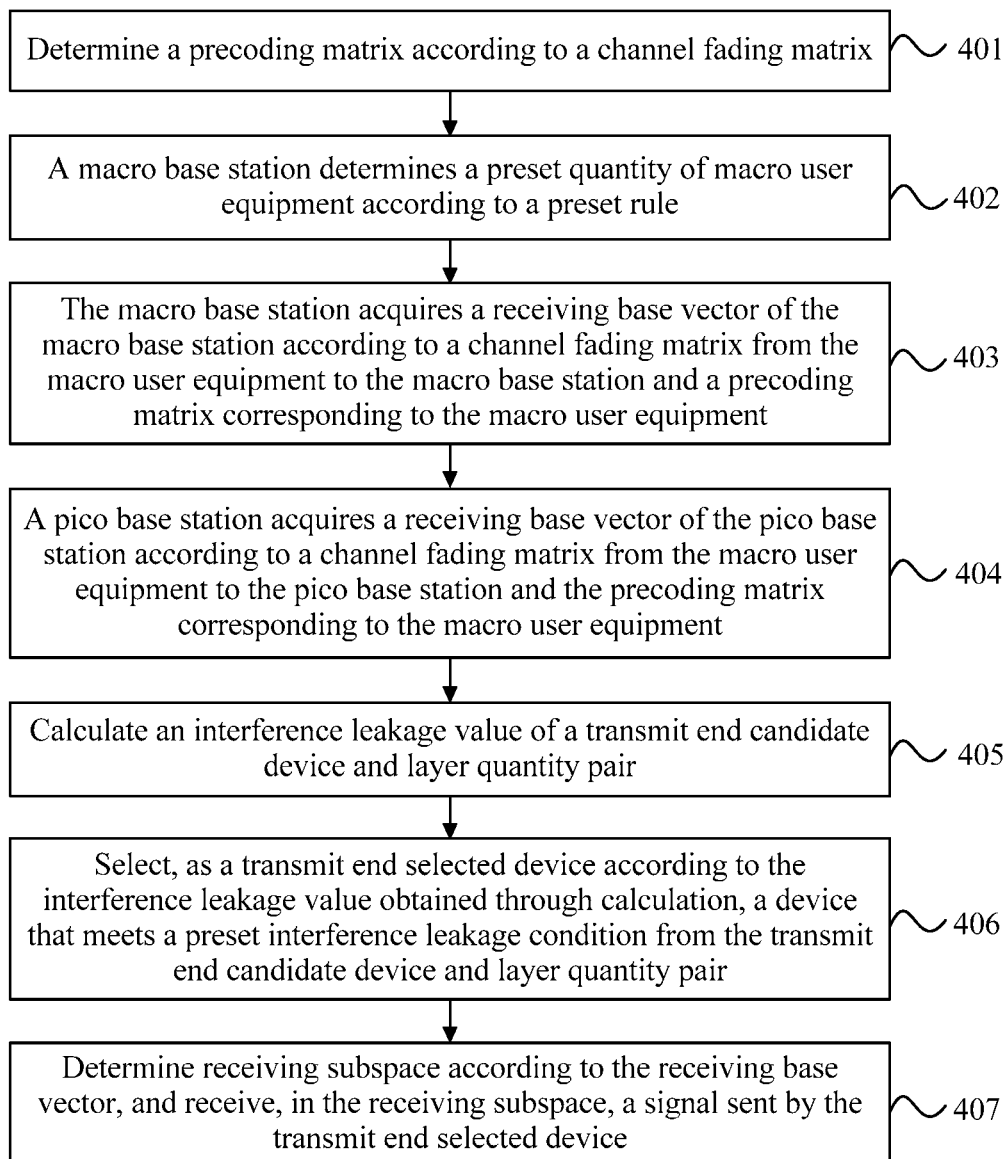 Determine a precoding matrix according to a channel fading matrix
401
A macro base station determines a preset quantity of macro user
equipment according to a preset rule
402
The macro base station acquires a receiving base vector of the
macro base station according to a channel fading matrix from the
macro user equipment to the macro base station and a precoding
matrix corresponding to the macro user equipment
403
A pico base station acquires a receiving base vector of the pico base
station according to a channel fading matrix from the macro user
equipment to the pico base station and the precoding matrix
corresponding to the macro user equipment
404
Calculate an interference leakage value of a transmit end candidate
device and layer quantity pair
405
Select, as a transmit end selected device according to the
interference leakage value obtained through calculation, a device
that meets a preset interference leakage condition from the transmit
end candidate device and layer quantity pair
406
Determine receiving subspace according to the receiving base
vector, and receive, in the receiving subspace, a signal sent by the
transmit end selected device
407